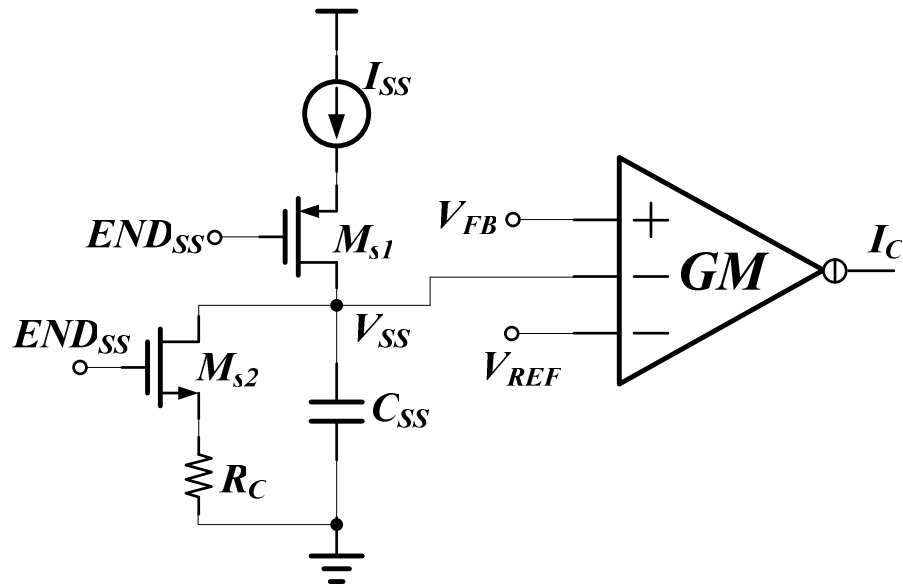 I_SS
END_SS
M_s1
V_FB
+
GM
I_C
−
V_SS
END_SS
M_s2
V_REF
−
C_SS
R_C